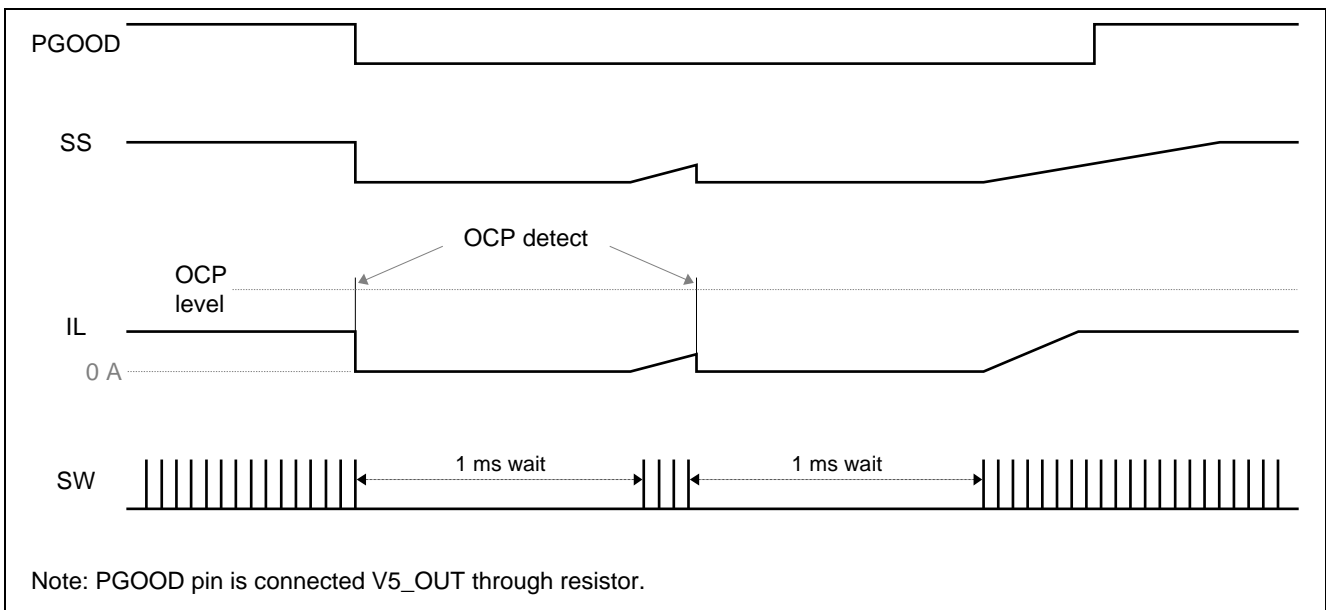 PGOOD
SS
OCP detect
OCP
level
IL
0 A
1 ms wait
1 ms wait
SW
Note: PGOOD pin is connected V5_OUT through resistor.